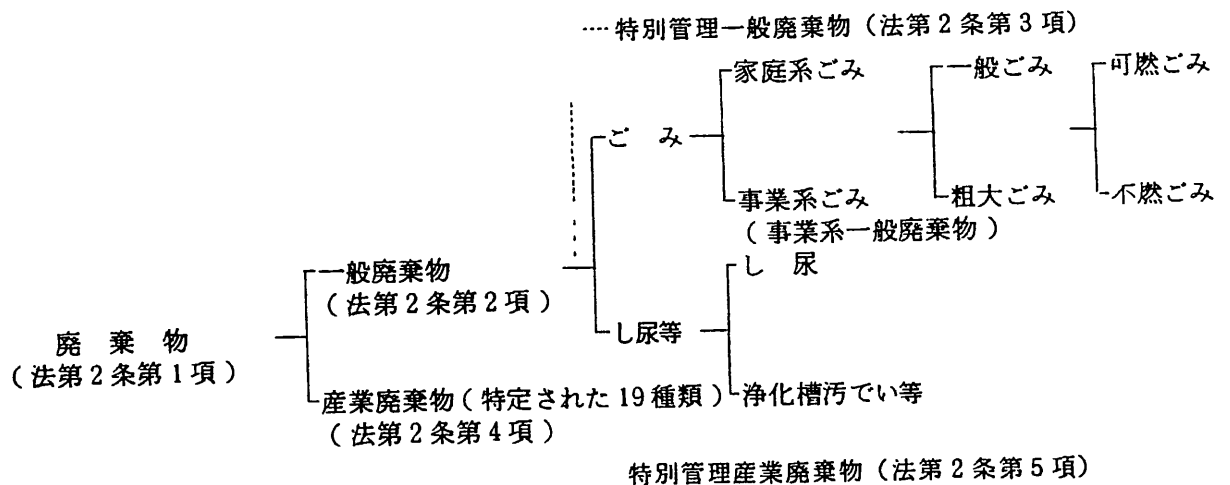 特別管理一般廃棄物(法第2条第3項)
家庭系ごみ
一般ごみ
可燃ごみ
ごみ
事業系ごみ
(事業系一般廃棄物)
粗大ごみ
不燃ごみ
一般廃棄物
(法第2条第2項)
し尿
し尿等
廃棄物
(法第2条第1項)
産業廃棄物(特定された19種類)
(法第2条第4項)
浄化槽汚でい等
特別管理産業廃棄物(法第2条第5項)